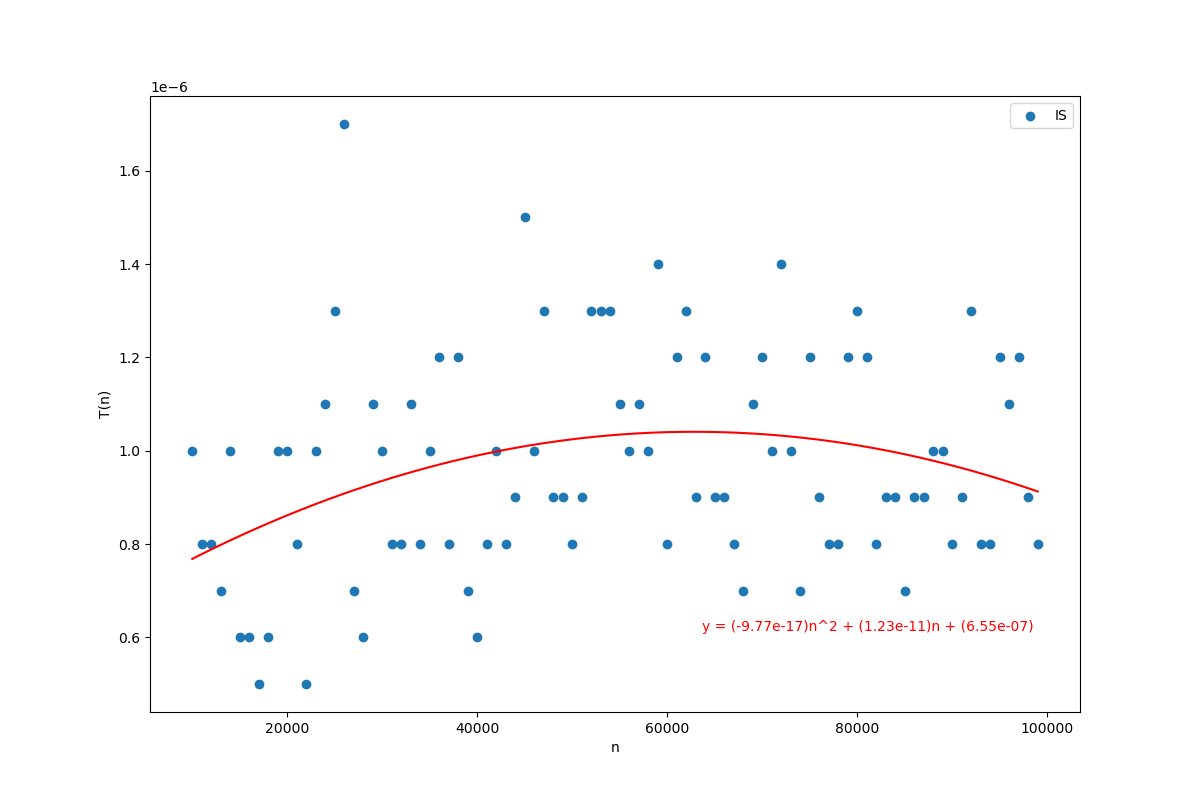 1e−6
IS
1.6
1.4
1.2
1.0
0.8
0.6
T(n)
y = (-9.77e-17)n^2 + (1.23e-11)n + (6.55e-07)
20000 40000 60000 80000 100000
n